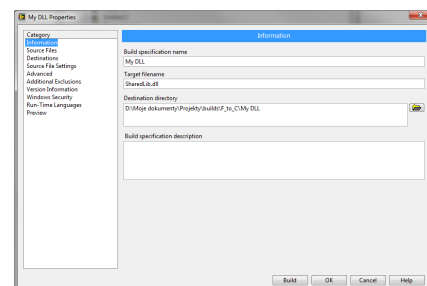 My DLL Properties
Category
Information
Source Files
Destinations
Source File Settings
Advanced
Additional Exclusions
Version Information
Windows Security
Run-Time Languages
Preview
Information
Build specification name
My DLL
Target filename
SharedLib.dll
Destination directory
D:\Moje dokumenty\Projekty\builds\F_to_C\My DLL
Build specification description
Build
OK
Cancel
Help